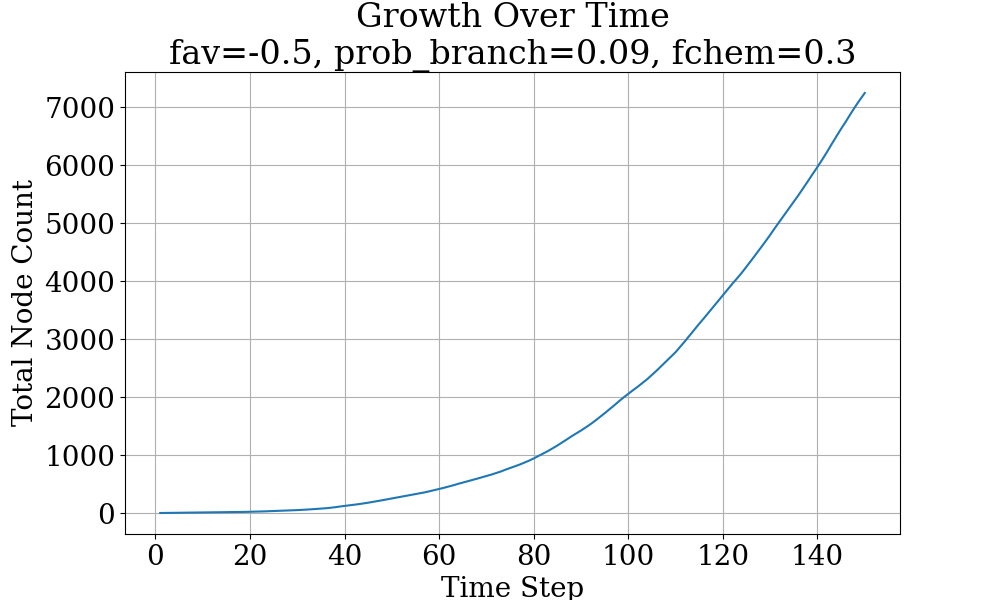 Growth Over Time
fav=-0.5, prob_branch=0.09, fchem=0.3
7000
6000
5000
4000
3000
2000
1000
0
Total Node Count
0 20 40 60 80 100 120 140
Time Step